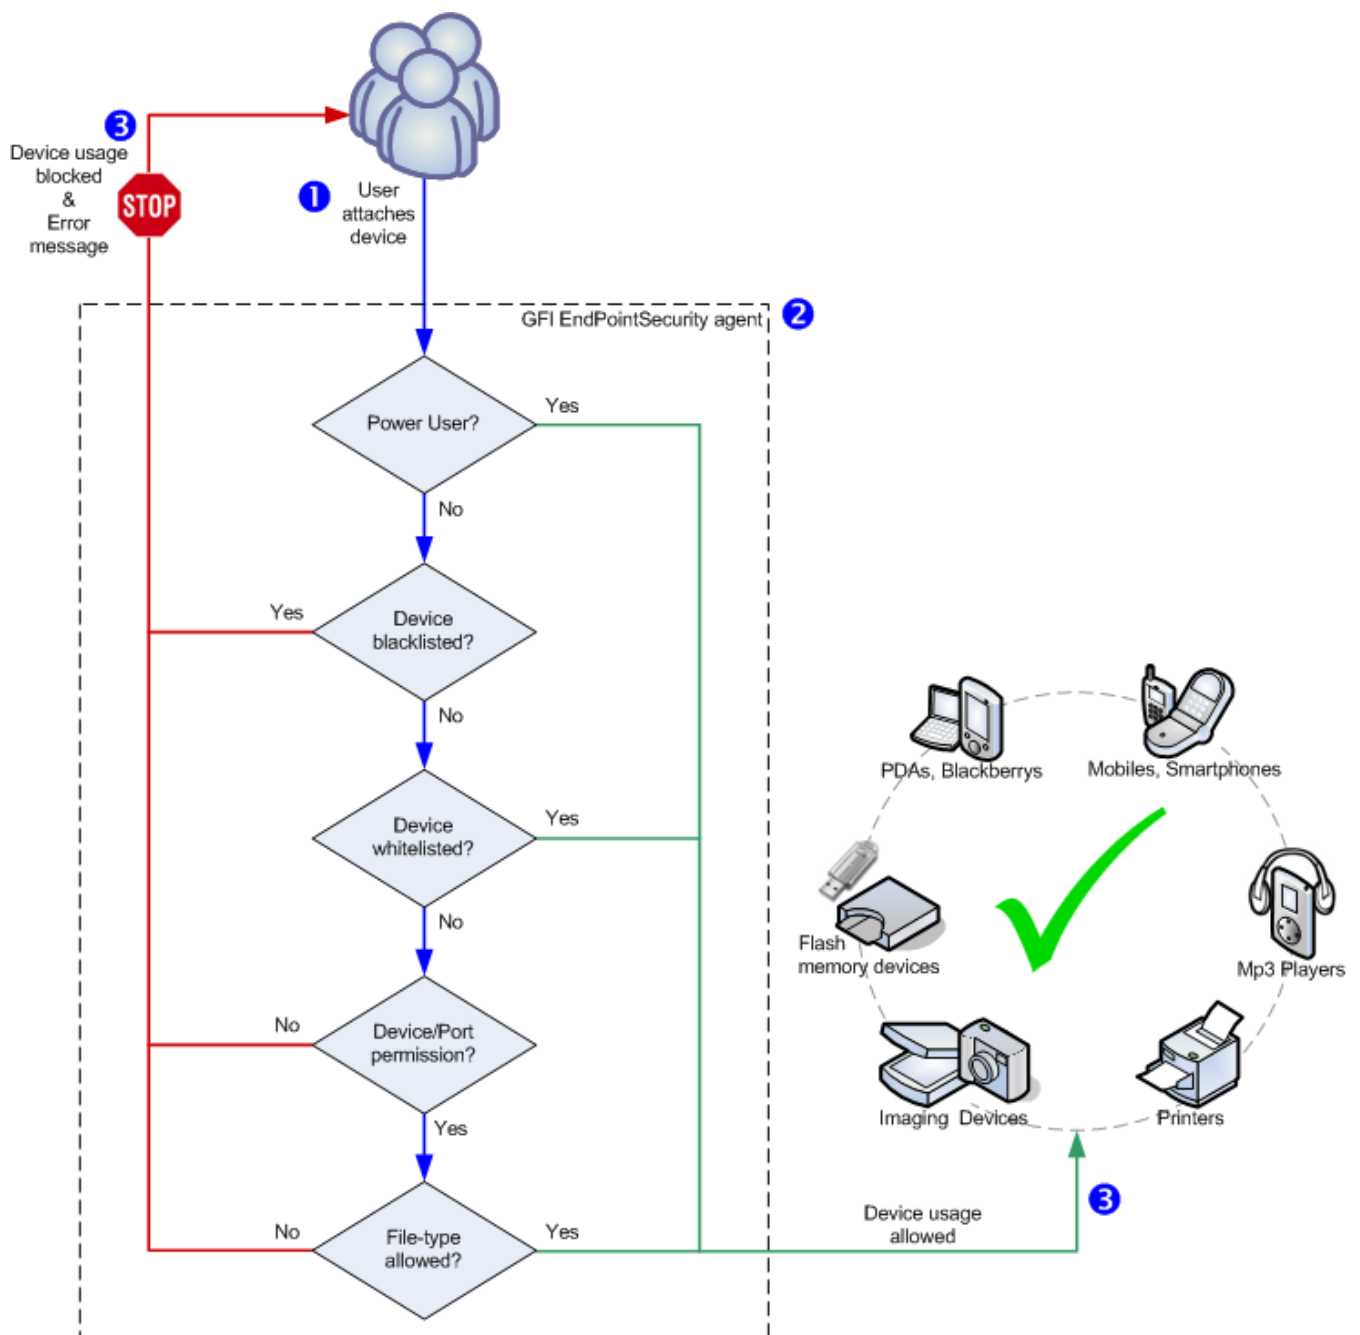 3
Device usage
blocked
&
Error
message
STOP
1
User
attaches
device
GFI EndPointSecurity agent
2
Power User?
Yes
No
Device
blacklisted?
Yes
No
Device
whitelisted?
Yes
No
Device/Port
permission?
No
Yes
File-type
allowed?
No
Yes
PDAs, Blackberrys
Mobiles, Smartphones
Flash
memory devices
Mp3 Players
Imaging Devices
Printers
Device usage
allowed
3